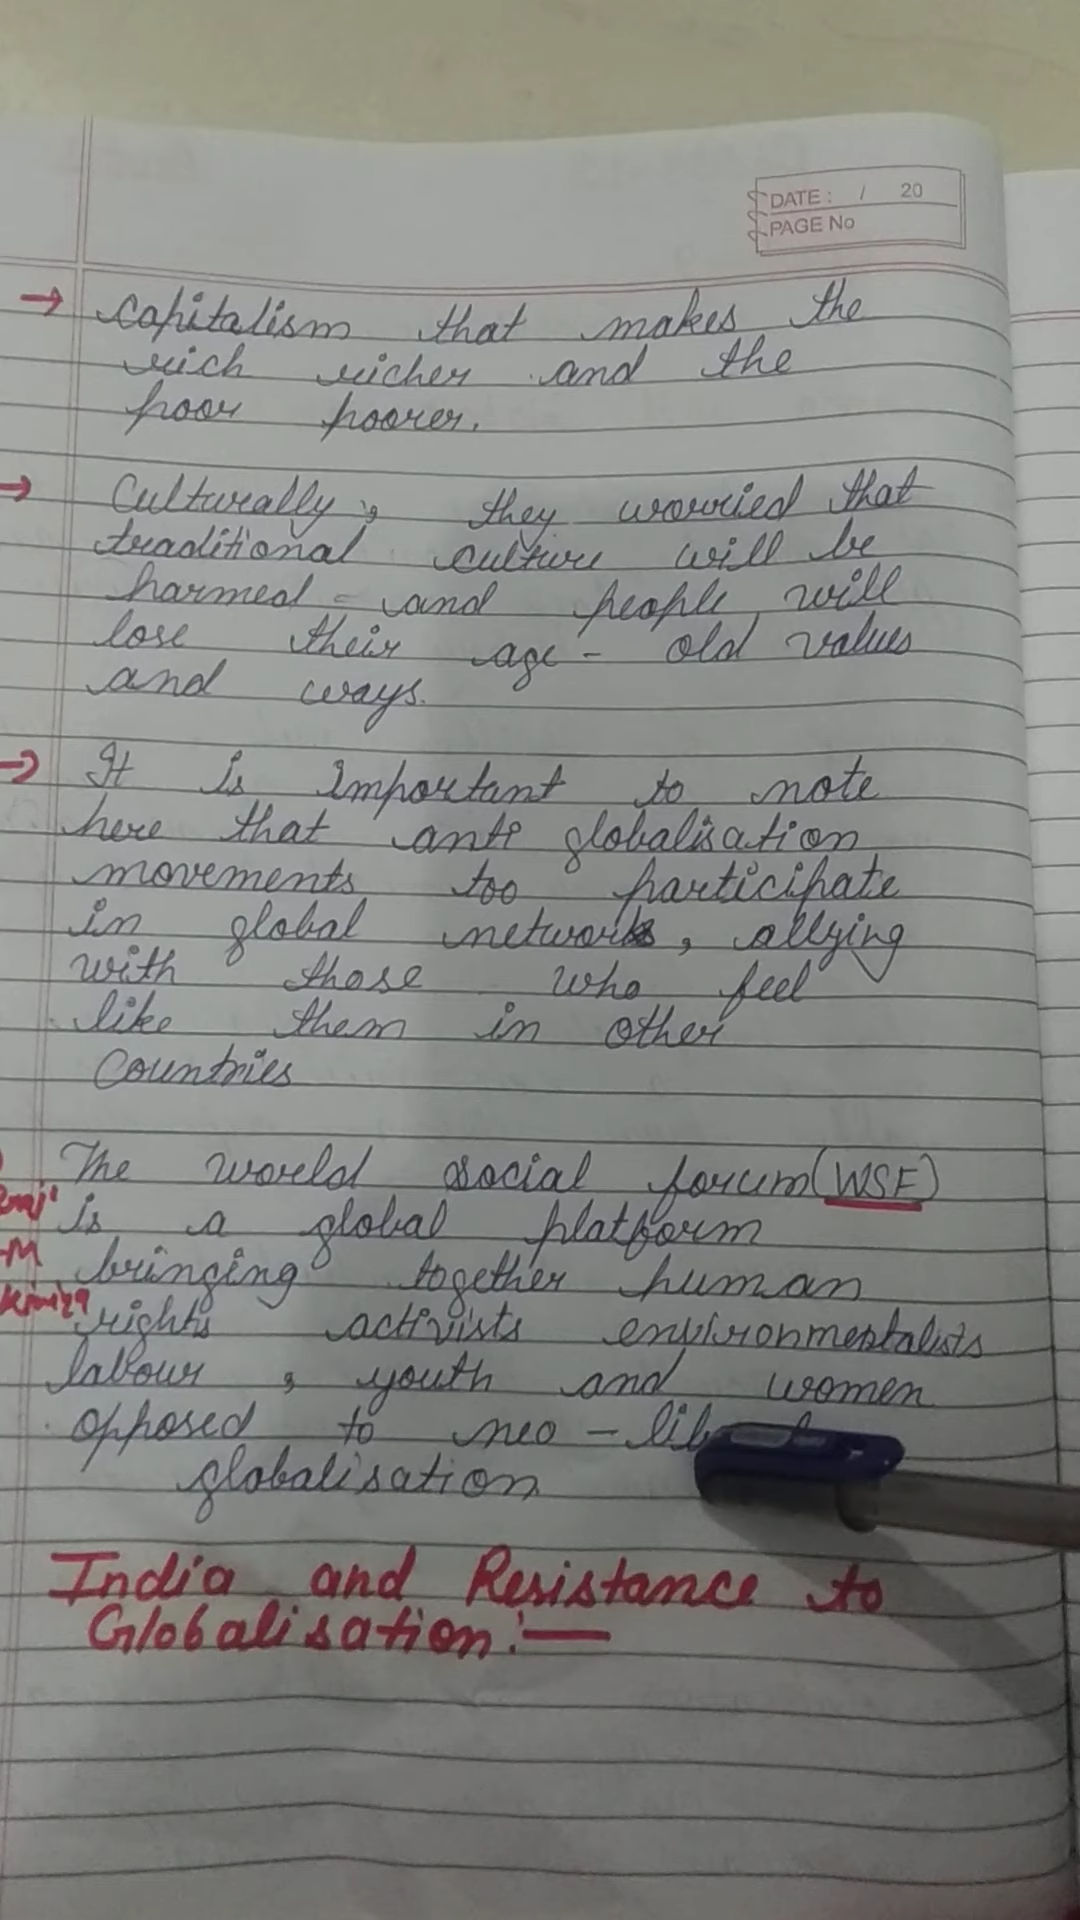 DATE : / 20
PAGE No
→ capitalism that makes the
rich richer and the
poor poorer.
→ Culturally, they worried that
traditional culture will be
harmed - and people will
lose their age - old values
and ways.
→ It is Important to note
here that anti globalisation
movements too participate
in global networks, allying
with those who feel
like them in other
Countries
The world social forum (WSF)
is a global platform
bringing together human
rights activists environmentalists
labour , youth and women
opposed to neo -
globalisation
India and Resistance to
Globalisation:—